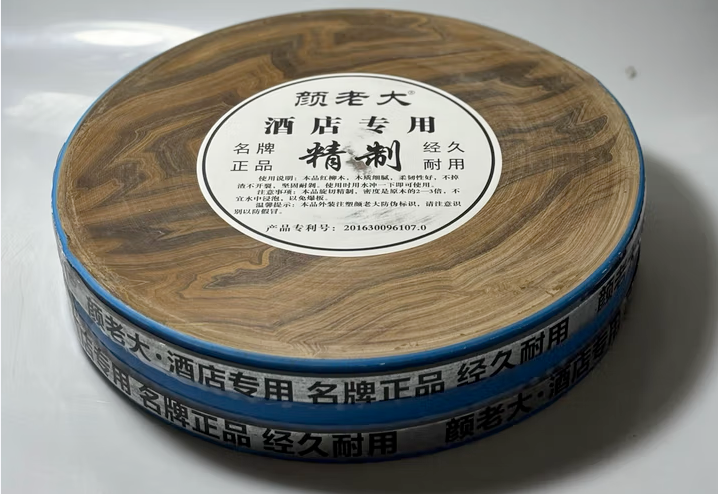 颜老大®
酒店专用
名牌 精制 经久
正品 耐用
使用说明：本品红柳木，木质细腻，柔韧性好，不掉
渣不开裂，坚固耐剁。使用时用水冲一下即可使用。
注意事项：本品旋切精制，密度是原木的2—3倍，不
宜水中浸泡，以免爆板。
温馨提示：本品外装注塑颜老大防伪标识，请注意识
别以防假冒。
产品专利号：201630096107.0
颜老大·酒店专用 名牌正品 经久耐用 颜
店专用 名牌正品 经久耐用 颜老大·酒店专用